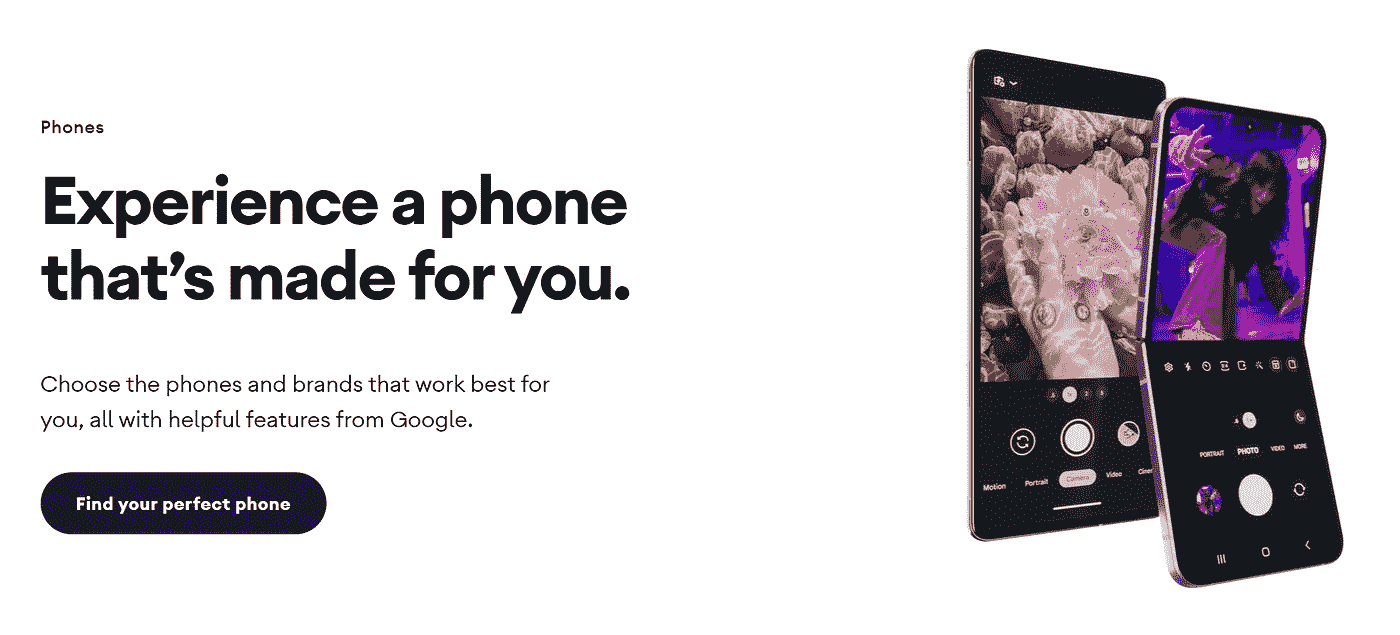 Phones
Experience a phone
that’s made for you.
Choose the phones and brands that work best for
you, all with helpful features from Google.
Find your perfect phone
Motion Portrait Camera Video
PORTRAIT PHOTO VIDEO MORE